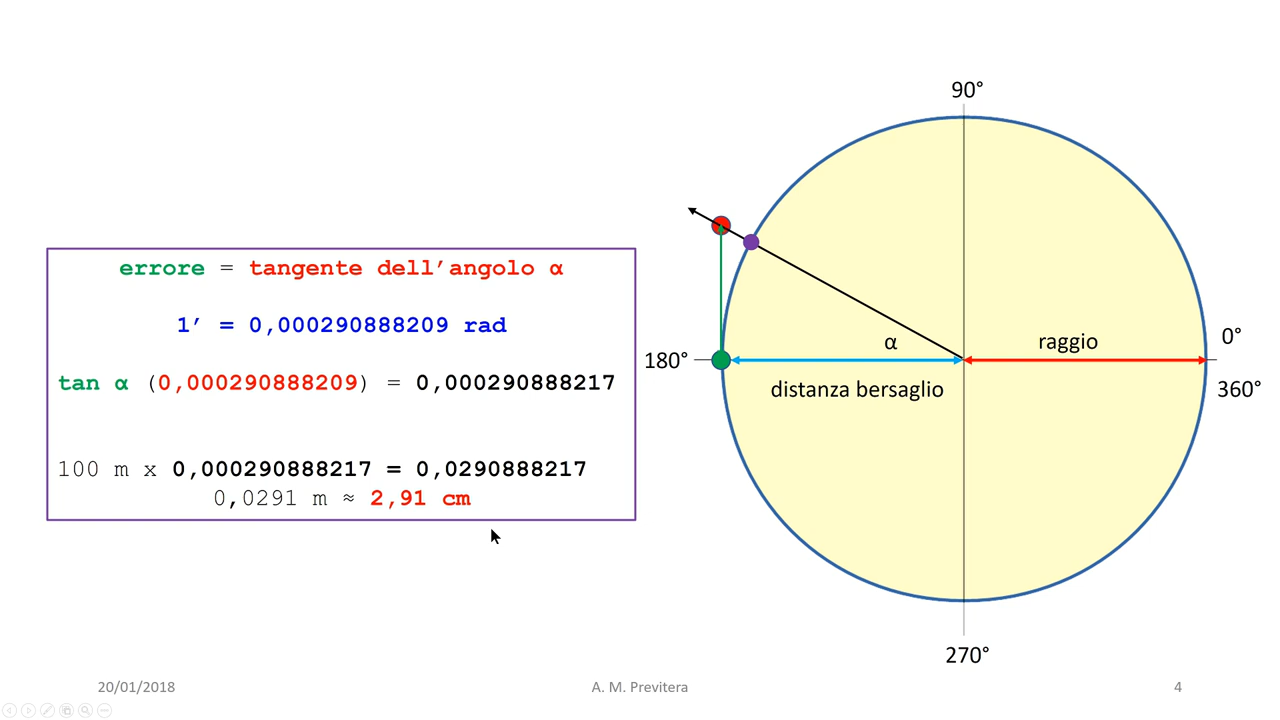 errore = tangente dell’angolo α
1’ = 0,000290888209 rad
tan α (0,000290888209) = 0,000290888217
100 m x 0,000290888217 = 0,0290888217
0,0291 m ≈ 2,91 cm
90°
α
raggio
0°
180°
distanza bersaglio
360°
270°
20/01/2018
A. M. Previtera
4